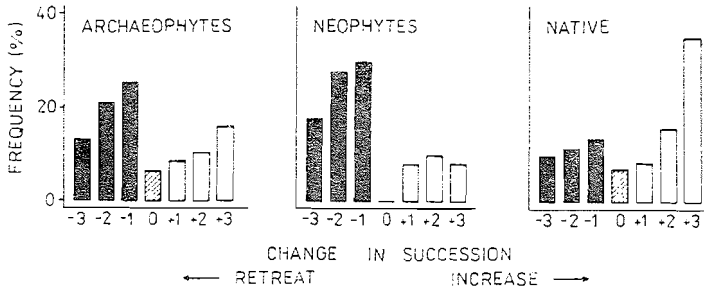 40
20
0
FREQUENCY (%)
ARCHAEOPHYTES
-3 -2 -1 0 +1 +2 +3
NEOPHYTES
-3 -2 -1 0 +1 +2 +3
NATIVE
-3 -2 -1 0 +1 +2 +3
CHANGE IN SUCCESSION
← RETREAT INCREASE →